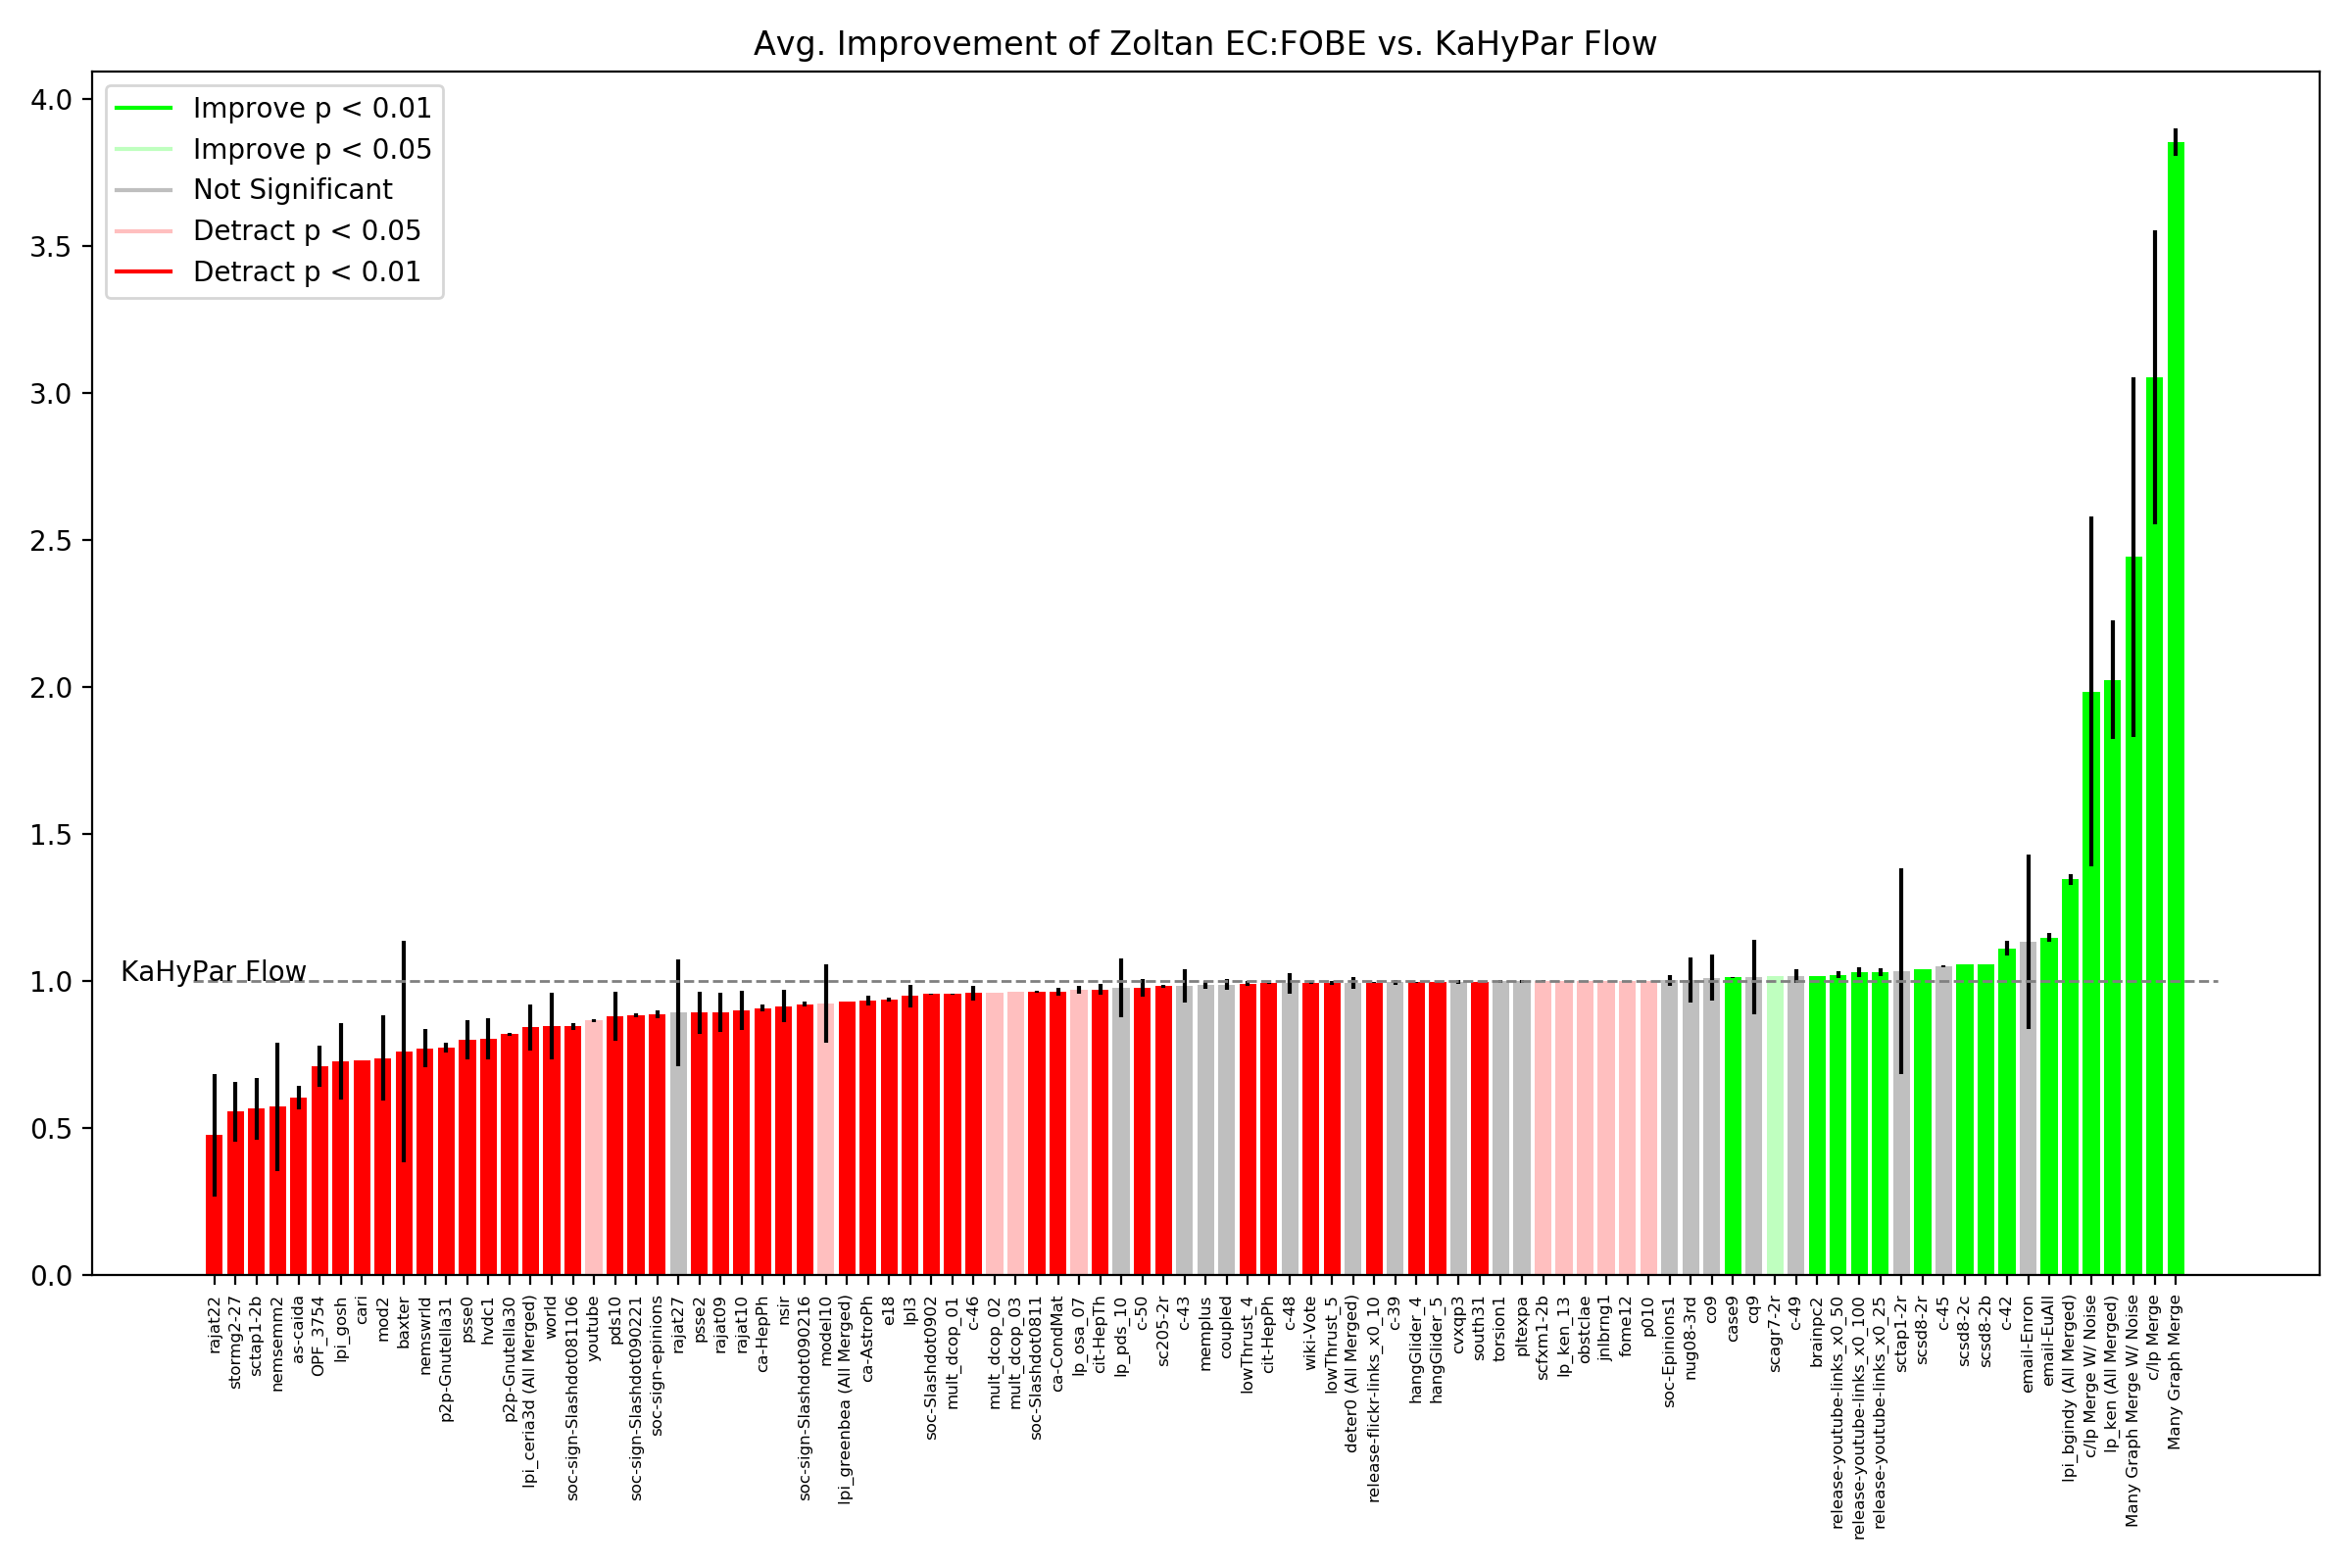 Avg. Improvement of Zoltan EC:FOBE vs. KaHyPar Flow
4.0
3.5
3.0
2.5
2.0
1.5
1.0
0.5
0.0
Improve p < 0.01
Improve p < 0.05
Not Significant
Detract p < 0.05
Detract p < 0.01
KaHyPar Flow
rajat22
stormg2-27
sctap1-2b
nemsemm2
as-caida
OPF_3754
lpi_gosh
cari
mod2
baxter
nemswrld
p2p-Gnutella31
psse0
hvdc1
p2p-Gnutella30
lpi_ceria3d (All Merged)
world
soc-sign-Slashdot081106
youtube
pds10
soc-sign-Slashdot090221
soc-sign-epinions
rajat27
psse2
rajat09
rajat10
ca-HepPh
nsir
soc-sign-Slashdot090216
model10
lpi_greenbea (All Merged)
ca-AstroPh
e18
lpl3
soc-Slashdot0902
mult_dcop_01
c-46
mult_dcop_02
mult_dcop_03
soc-Slashdot0811
ca-CondMat
lp_osa_07
cit-HepTh
lp_pds_10
c-50
sc205-2r
c-43
memplus
coupled
lowThrust_4
cit-HepPh
c-48
wiki-Vote
lowThrust_5
deter0 (All Merged)
release-flickr-links_x0_10
c-39
hangGlider_4
hangGlider_5
cvxqp3
south31
torsion1
pltexpa
scfxm1-2b
lp_ken_13
obstclae
jnlbrng1
fome12
p010
soc-Epinions1
nug08-3rd
co9
case9
cq9
scagr7-2r
c-49
brainpc2
release-youtube-links_x0_50
release-youtube-links_x0_100
release-youtube-links_x0_25
sctap1-2r
scsd8-2r
c-45
scsd8-2c
scsd8-2b
c-42
email-Enron
email-EuAll
lpi_bgindy (All Merged)
c/lp Merge W/ Noise
lp_ken (All Merged)
Many Graph Merge W/ Noise
c/lp Merge
Many Graph Merge